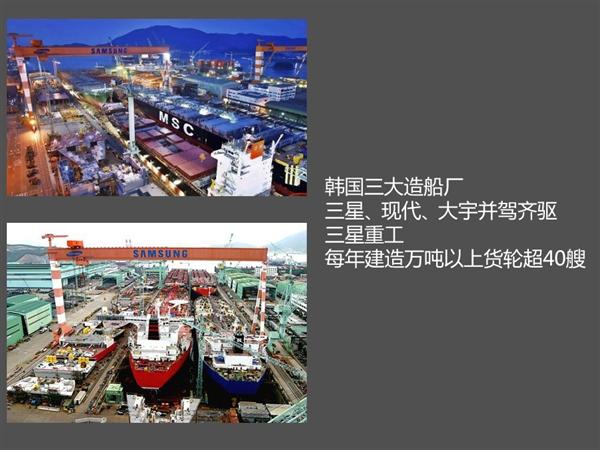 SAMSUNG
MSC
SAMSUNG
韩国三大造船厂
三星、现代、大宇并驾齐驱
三星重工
每年建造万吨以上货轮超40艘